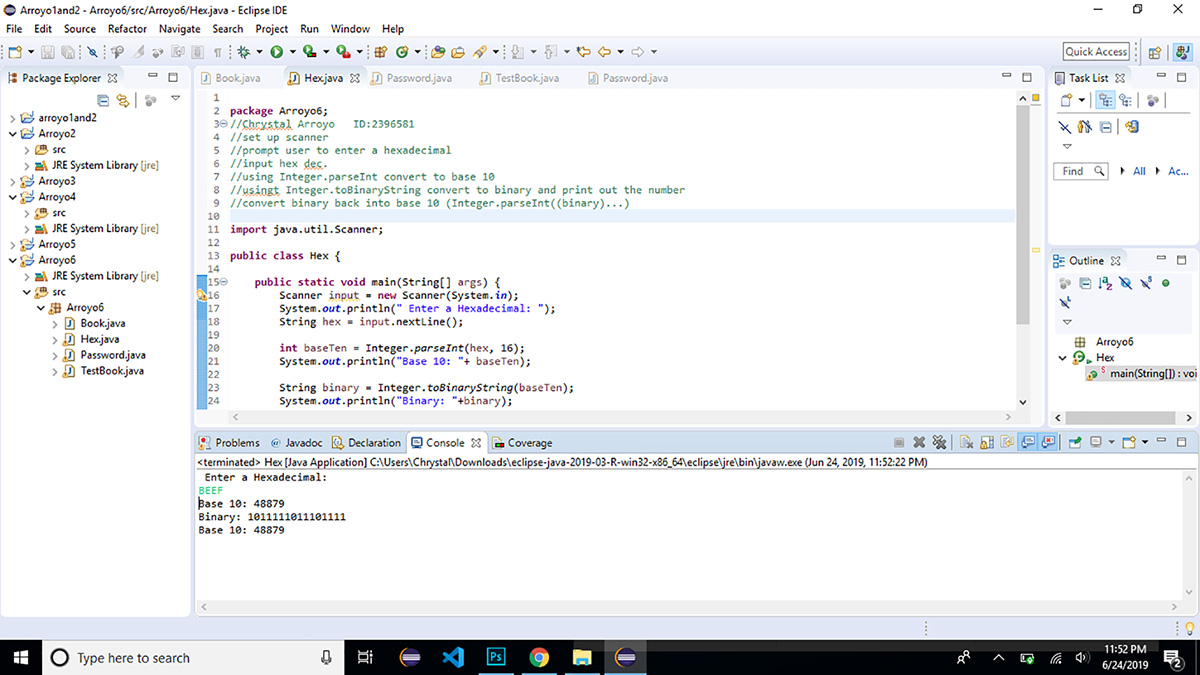 Arroyo1and2 - Arroyo6/src/Arroyo6/Hex.java - Eclipse IDE
File Edit Source Refactor Navigate Search Project Run Window Help
Quick Access
Package Explorer
arroyo1and2
Arroyo2
src
JRE System Library [jre]
Arroyo3
Arroyo4
src
JRE System Library [jre]
Arroyo5
Arroyo6
JRE System Library [jre]
src
Arroyo6
Book.java
Hex.java
Password.java
TestBook.java
Book.java Hex.java Password.java TestBook.java Password.java
1
2 package Arroyo6;
3 //Chrystal Arroyo   ID:2396581
4 //set up scanner
5 //prompt user to enter a hexadecimal
6 //input hex dec.
7 //using Integer.parseInt convert to base 10
8 //usingt Integer.toBinaryString convert to binary and print out the number
9 //convert binary back into base 10 (Integer.parseInt((binary)...)
10
11 import java.util.Scanner;
12
13 public class Hex {
14
15 public static void main(String[] args) {
16 Scanner input = new Scanner(System.in);
17 System.out.println(" Enter a Hexadecimal: ");
18 String hex = input.nextLine();
19
20 int baseTen = Integer.parseInt(hex, 16);
21 System.out.println("Base 10: "+ baseTen);
22
23 String binary = Integer.toBinaryString(baseTen);
24 System.out.println("Binary: "+binary);
Task List
Find All Ac...
Outline
Arroyo6
Hex
main(String[]) : voi
Problems Javadoc Declaration Console Coverage
<terminated> Hex [Java Application] C:\Users\Chrystal\Downloads\eclipse-java-2019-03-R-win32-x86_64\eclipse\jre\bin\javaw.exe (Jun 24, 2019, 11:52:22 PM)
Enter a Hexadecimal:
BEEF
Base 10: 48879
Binary: 1011111011101111
Base 10: 48879
Type here to search
Ps
11:52 PM
6/24/2019
2